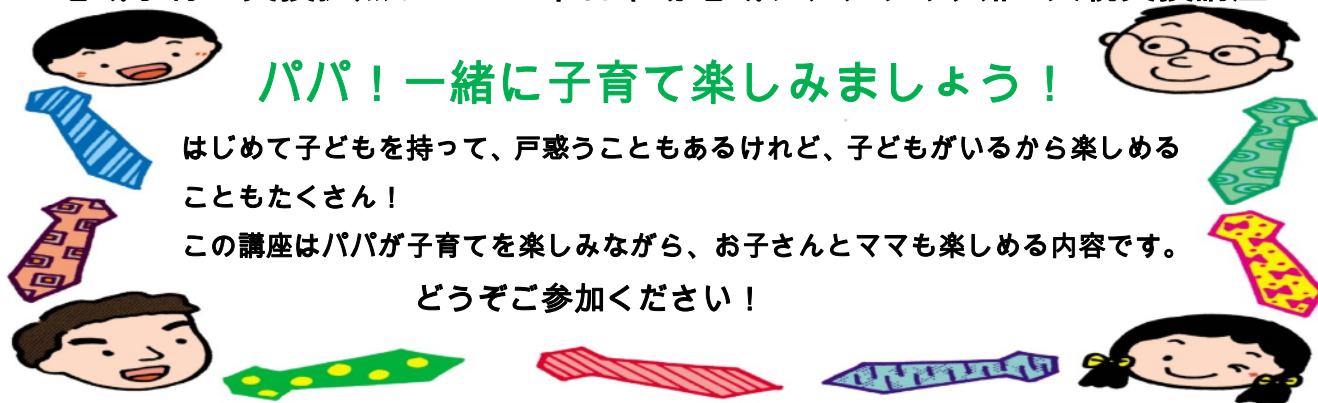 パパ！一緒に子育て楽しみましょう！
はじめて子どもを持って、戸惑うこともあるけれど、子どもがいるから楽しめる
こともたくさん！
この講座はパパが子育てを楽しみながら、お子さんとママも楽しめる内容です。
どうぞご参加ください！